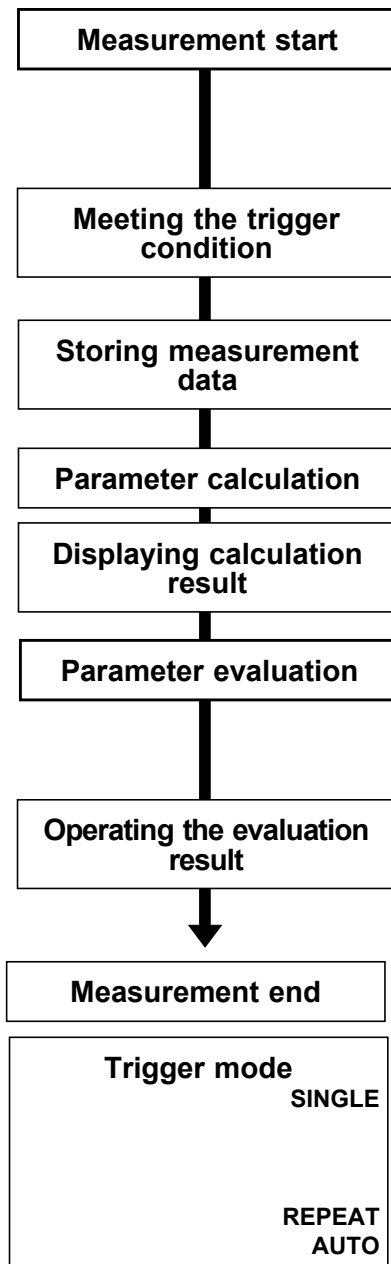 Measurement start
Meeting the trigger
condition
Storing measurement
data
Parameter calculation
Displaying calculation
result
Parameter evaluation
Operating the evaluation
result
Measurement end
Trigger mode
SINGLE
REPEAT
AUTO